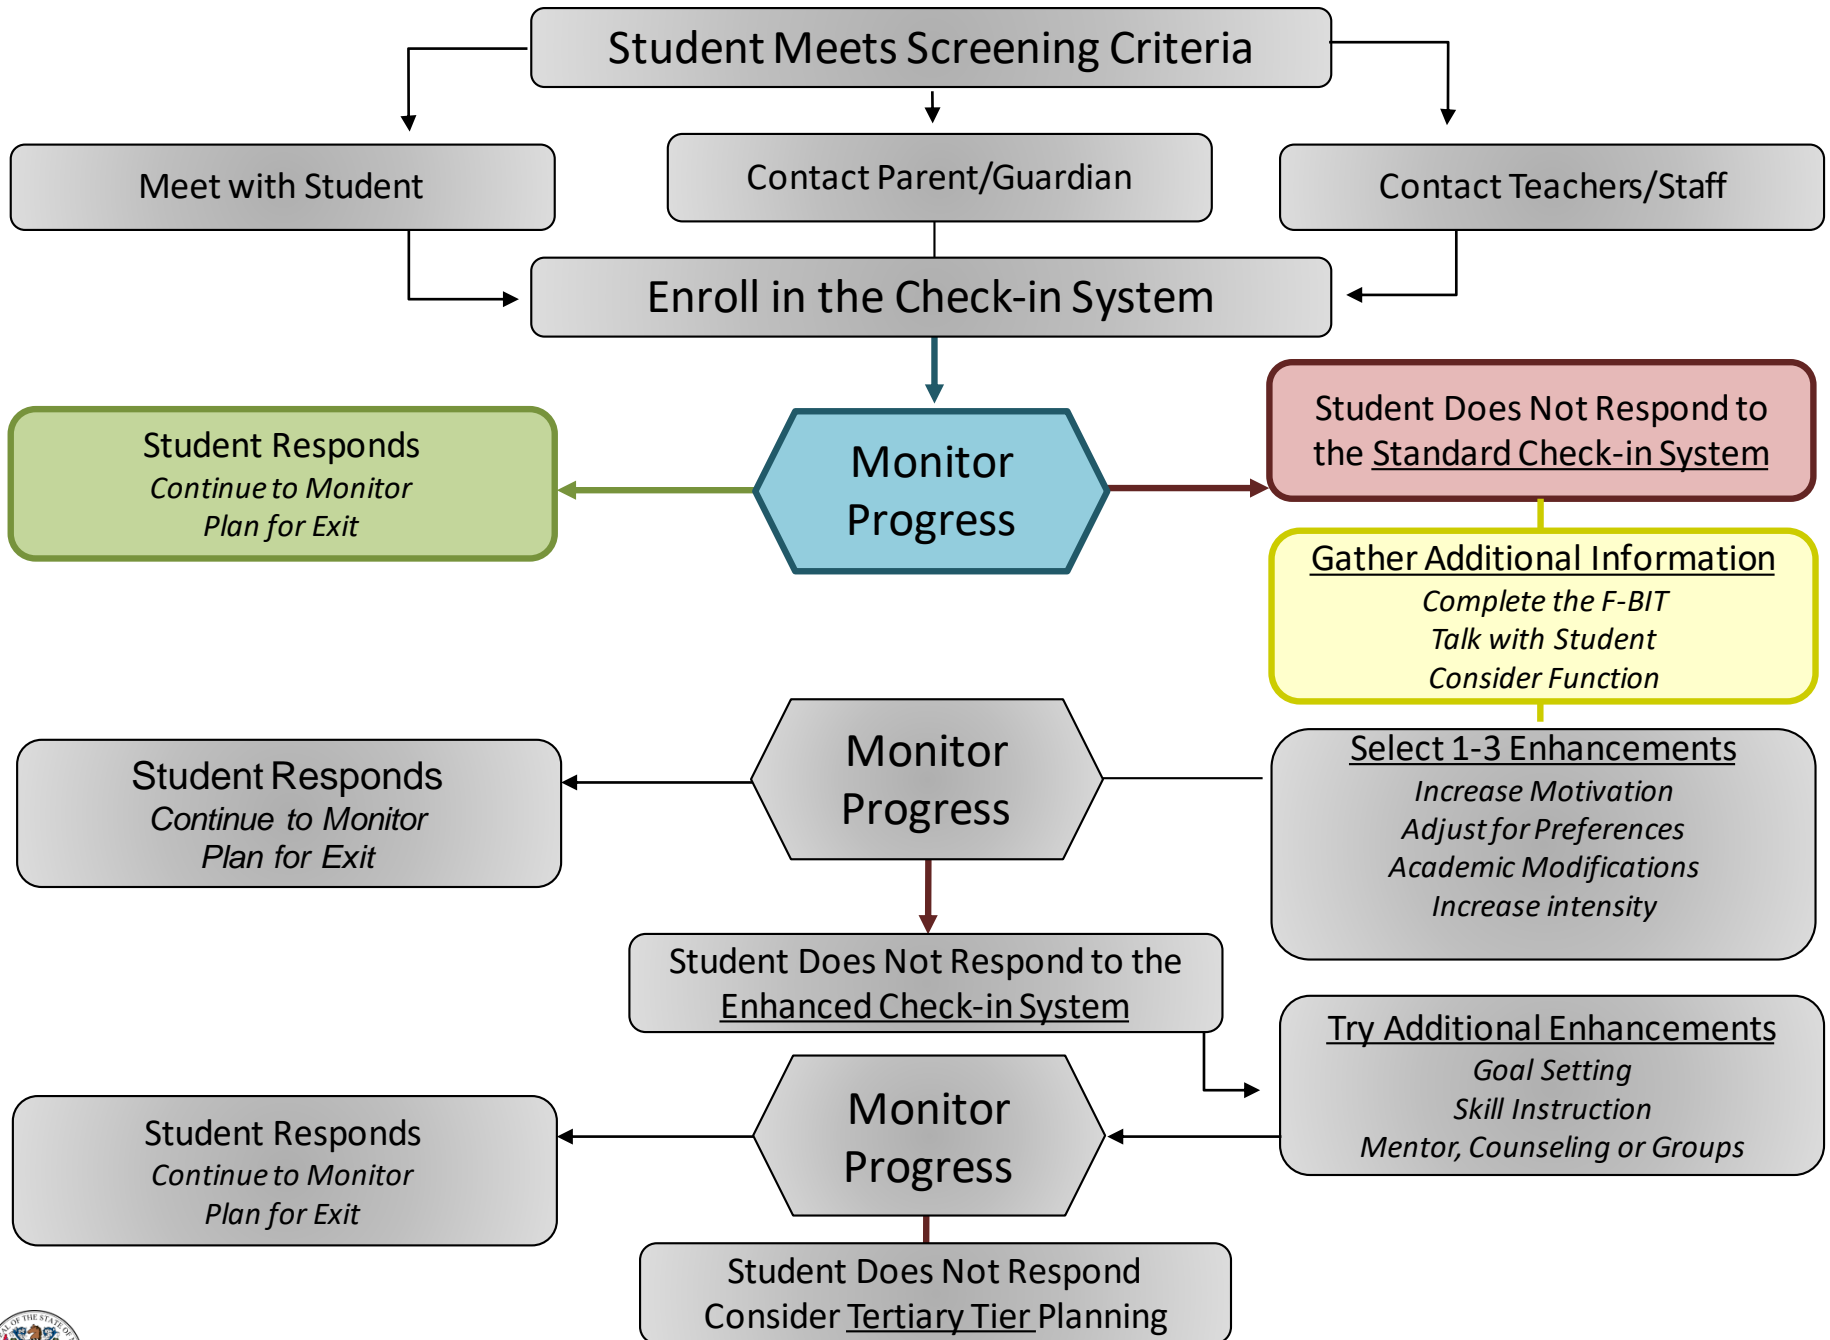 Student Meets Screening Criteria
Meet with Student
Contact Parent/Guardian
Contact Teachers/Staff
Enroll in the Check-in System
Student Responds
Continue to Monitor
Plan for Exit
Monitor
Progress
Student Does Not Respond to
the Standard Check-in System
Gather Additional Information
Complete the F-BIT
Talk with Student
Consider Function
Student Responds
Continue to Monitor
Plan for Exit
Monitor
Progress
Select 1-3 Enhancements
Increase Motivation
Adjust for Preferences
Academic Modifications
Increase intensity
Student Does Not Respond to the
Enhanced Check-in System
Try Additional Enhancements
Goal Setting
Skill Instruction
Mentor, Counseling or Groups
Monitor
Progress
Student Responds
Continue to Monitor
Plan for Exit
Student Does Not Respond
Consider Tertiary Tier Planning
OF THE STATE OF